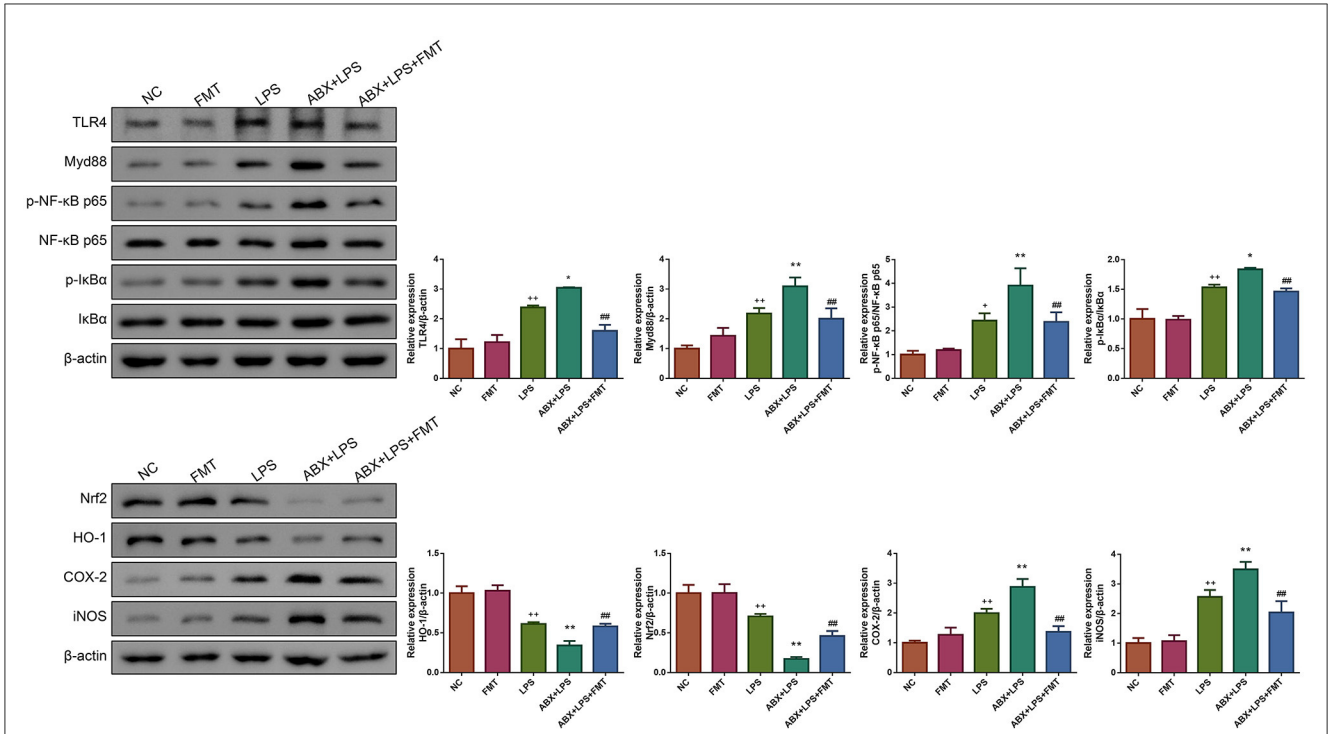 NC FMT LPS ABX+LPS ABX+LPS+FMT
TLR4
Myd88
p-NF-κB p65
NF-κB p65
p-IκBα
IκBα
β-actin
Relative expression
TLR4/β-actin
4
3
2
1
0
++
*
##
NC FMT LPS ABX+LPS ABX+LPS+FMT
Relative expression
Myd88/β-actin
4
3
2
1
0
++
**
##
NC FMT LPS ABX+LPS ABX+LPS+FMT
Relative expression
p-NF-κB p65/NF-κB p65
5
4
3
2
1
0
+
**
##
NC FMT LPS ABX+LPS ABX+LPS+FMT
Relative expression
p-IκBα/IκBα
2.0
1.5
1.0
0.5
0.0
++
*
##
NC FMT LPS ABX+LPS ABX+LPS+FMT
NC FMT LPS ABX+LPS ABX+LPS+FMT
Nrf2
HO-1
COX-2
iNOS
β-actin
Relative expression
HO-1/β-actin
1.5
1.0
0.5
0.0
++
**
##
NC FMT LPS ABX+LPS ABX+LPS+FMT
Relative expression
Nrf2/β-actin
1.5
1.0
0.5
0.0
++
**
##
NC FMT LPS ABX+LPS ABX+LPS+FMT
Relative expression
COX-2/β-actin
4
3
2
1
0
++
**
##
NC FMT LPS ABX+LPS ABX+LPS+FMT
Relative expression
iNOS/β-actin
4
3
2
1
0
++
**
##
NC FMT LPS ABX+LPS ABX+LPS+FMT